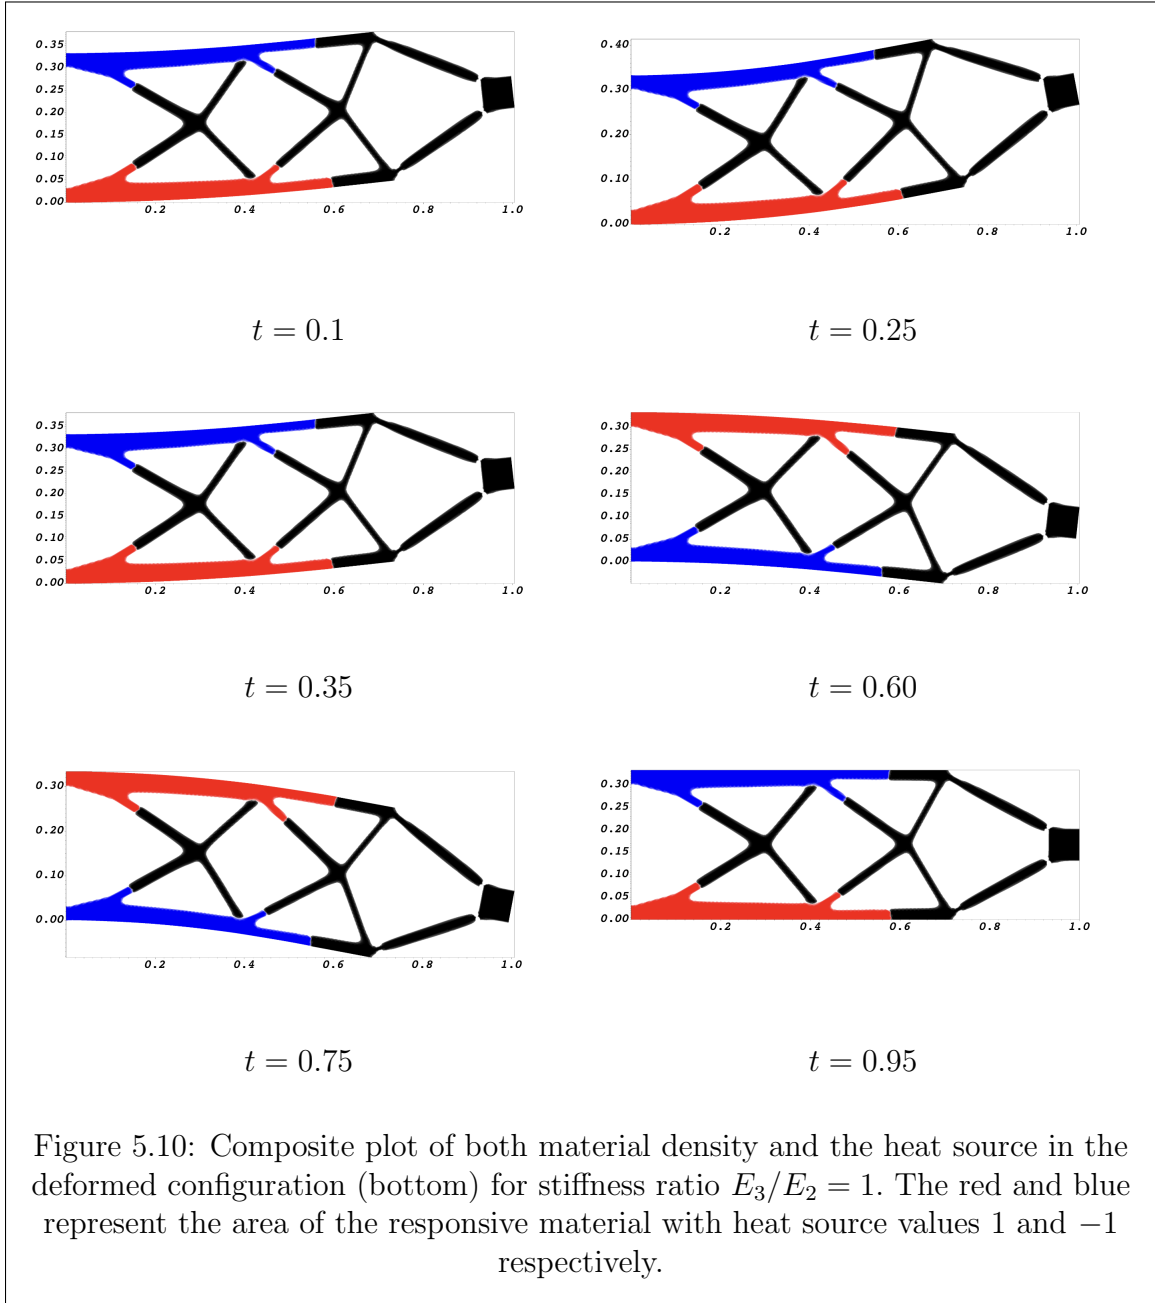 0.35
0.30
0.25
0.20
0.15
0.10
0.05
0.00
0.2 0.4 0.6 0.8 1.0
t = 0.1
0.40
0.30
0.20
0.10
0.00
0.2 0.4 0.6 0.8 1.0
t = 0.25
0.35
0.30
0.25
0.20
0.15
0.10
0.05
0.00
0.2 0.4 0.6 0.8 1.0
t = 0.35
0.30
0.25
0.20
0.15
0.10
0.05
0.00
0.2 0.4 0.6 0.8 1.0
t = 0.60
0.30
0.20
0.10
0.00
0.2 0.4 0.6 0.8 1.0
t = 0.75
0.30
0.25
0.20
0.15
0.10
0.05
0.00
0.2 0.4 0.6 0.8 1.0
t = 0.95
Figure 5.10: Composite plot of both material density and the heat source in the
deformed configuration (bottom) for stiffness ratio E₃/E₂ = 1. The red and blue
represent the area of the responsive material with heat source values 1 and −1
respectively.